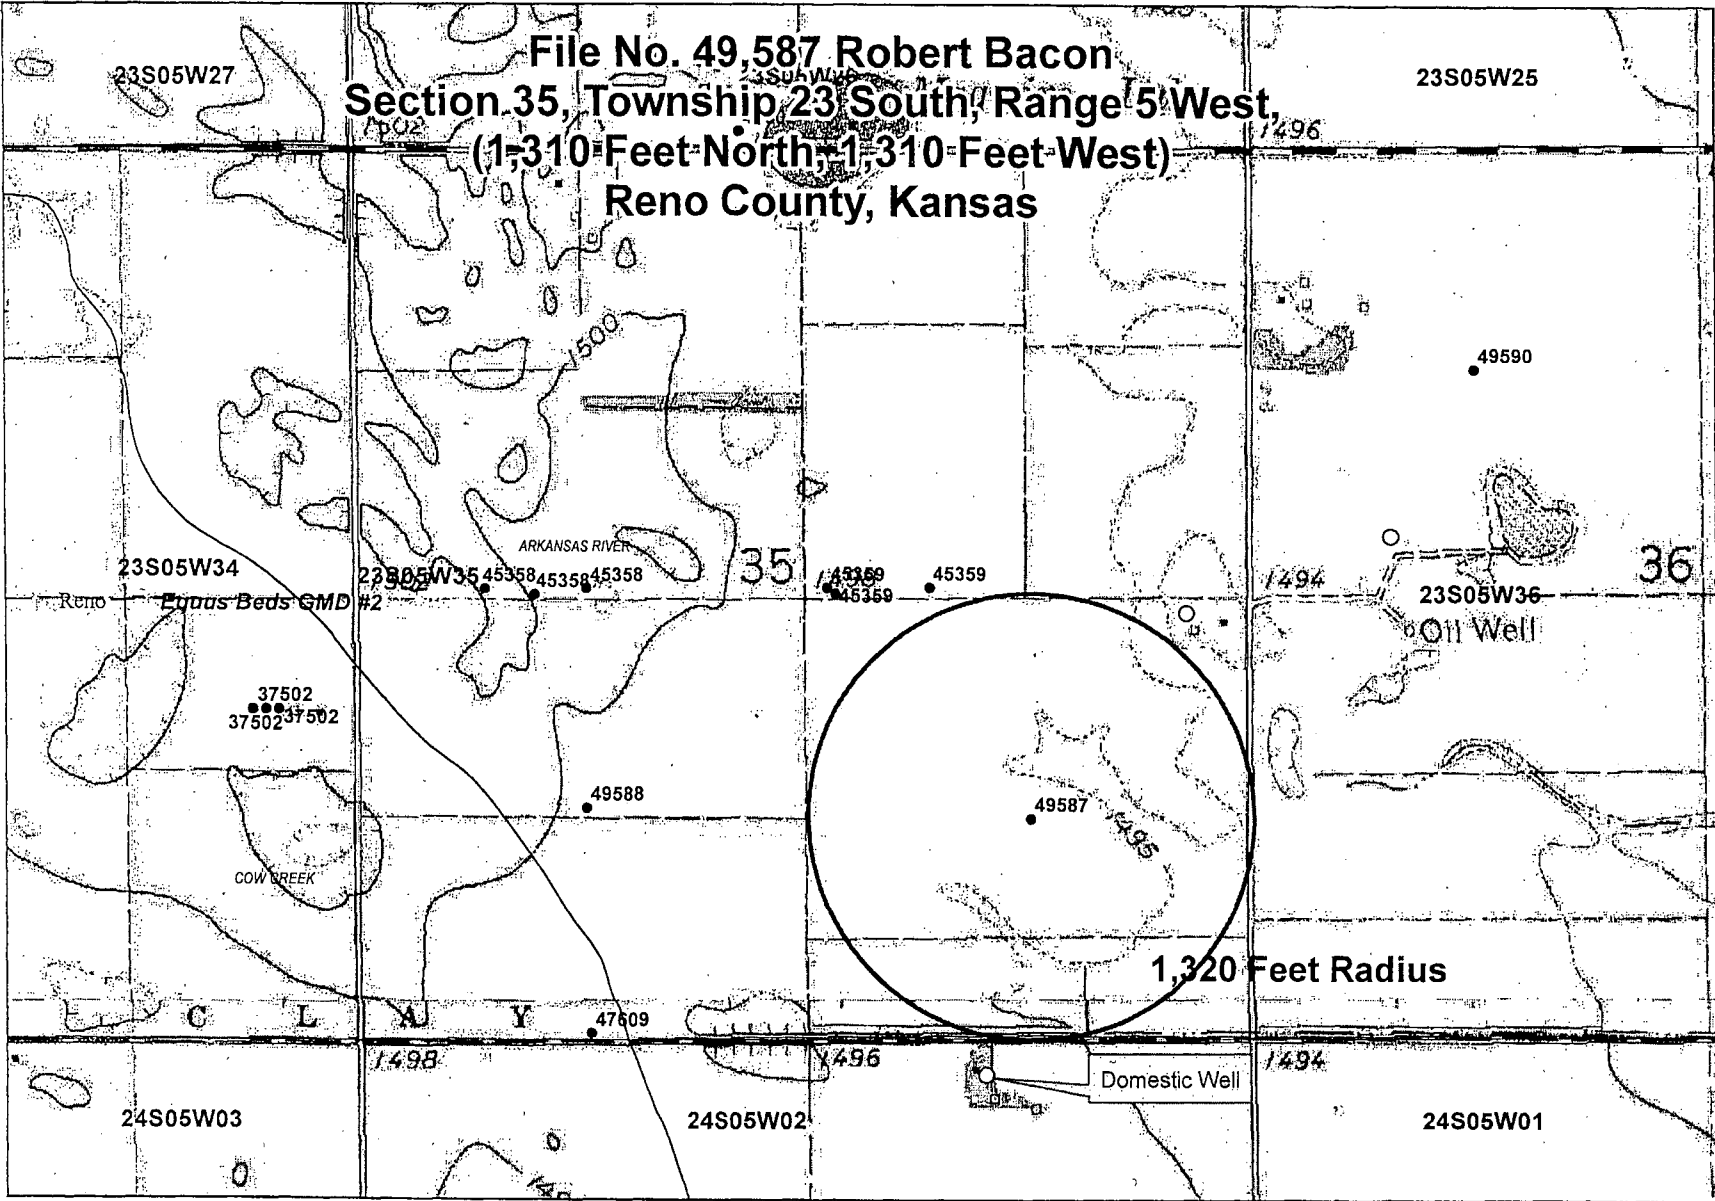 File No. 49,587 Robert Bacon
Section 35, Township 23 South, Range 5 West,
(1,310 Feet North, 1,310 Feet West)
Reno County, Kansas
23S05W27
23S05W25
1496
49590
1500
ARKANSAS RIVER
23S05W34
23S05W35
45358
45358
45358
35
45359
45359
45359
1494
36
23S05W36
Reno
Equus Beds GMD #2
Oil Well
37502
37502
37502
49588
49587
1495
COW CREEK
1,320 Feet Radius
CLAY
47609
1498
1496
1494
Domestic Well
24S05W03
24S05W02
24S05W01